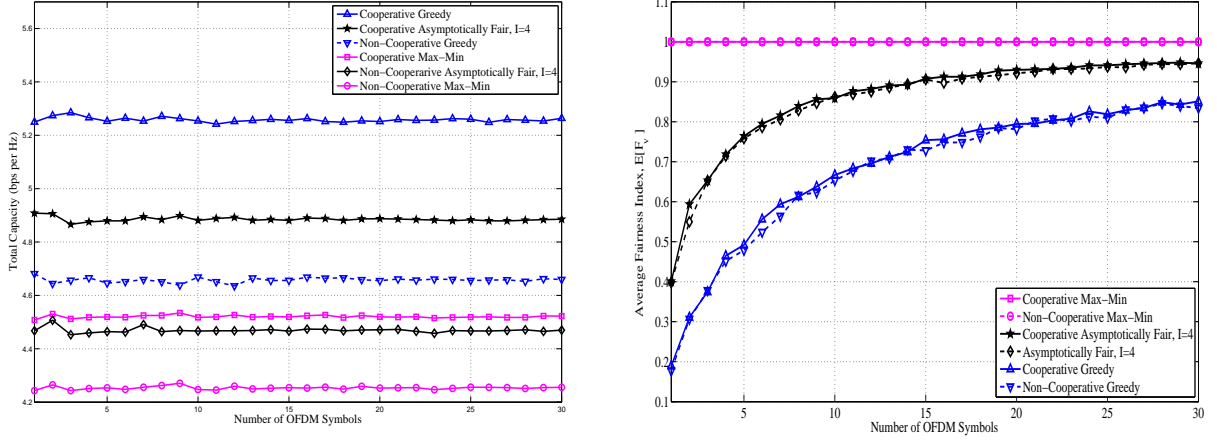 5.6
5.4
5.2
5
4.8
4.6
4.4
4.2
Total Capacity (bps per Hz)
5
10
15
20
25
30
Number of OFDM Symbols
Cooperative Greedy
Cooperative Asymptotically Fair, I=4
Non−Cooperative Greedy
Cooperative Max−Min
Non−Cooperarive Asymptotically Fair, I=4
Non−Cooperative Max−Min
1.1
1
0.9
0.8
0.7
0.6
0.5
0.4
0.3
0.2
0.1
Average Fairness Index, E[Fv]
5
10
15
20
25
30
Number of OFDM Symbols
Cooperative Max−Min
Non−Cooperative Max−Min
Cooperative Asymptotically Fair, I=4
Asymptotically Fair, I=4
Cooperative Greedy
Non−Cooperative Greedy